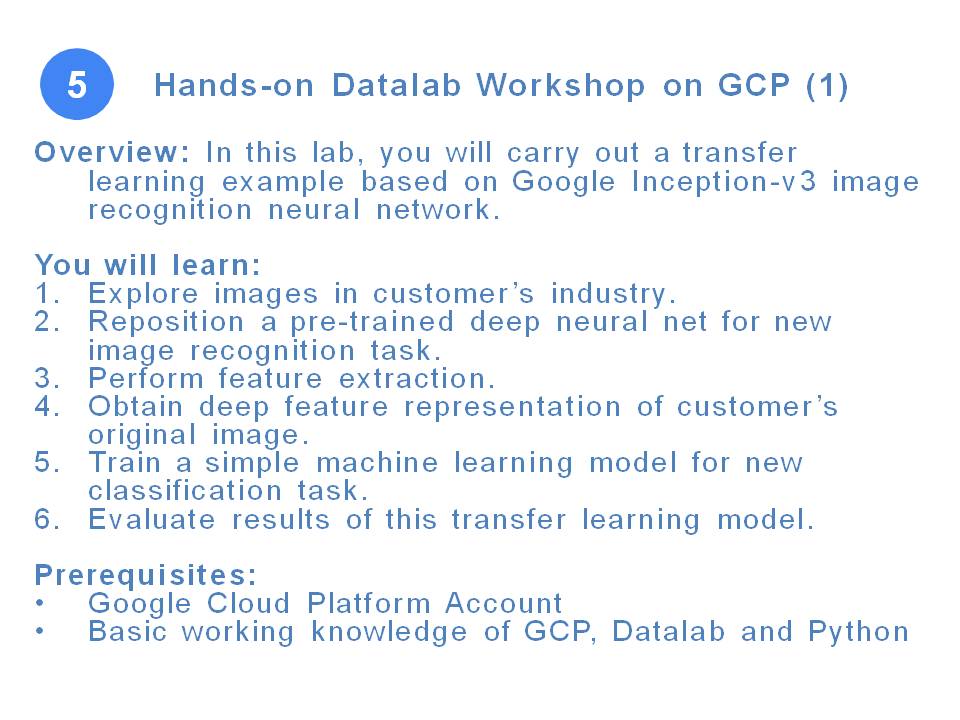 5
Hands-on Datalab Workshop on GCP (1)
Overview: In this lab, you will carry out a transfer
learning example based on Google Inception-v3 image
recognition neural network.
You will learn:
1. Explore images in customer’s industry.
2. Reposition a pre-trained deep neural net for new
image recognition task.
3. Perform feature extraction.
4. Obtain deep feature representation of customer’s
original image.
5. Train a simple machine learning model for new
classification task.
6. Evaluate results of this transfer learning model.
Prerequisites:
• Google Cloud Platform Account
• Basic working knowledge of GCP, Datalab and Python